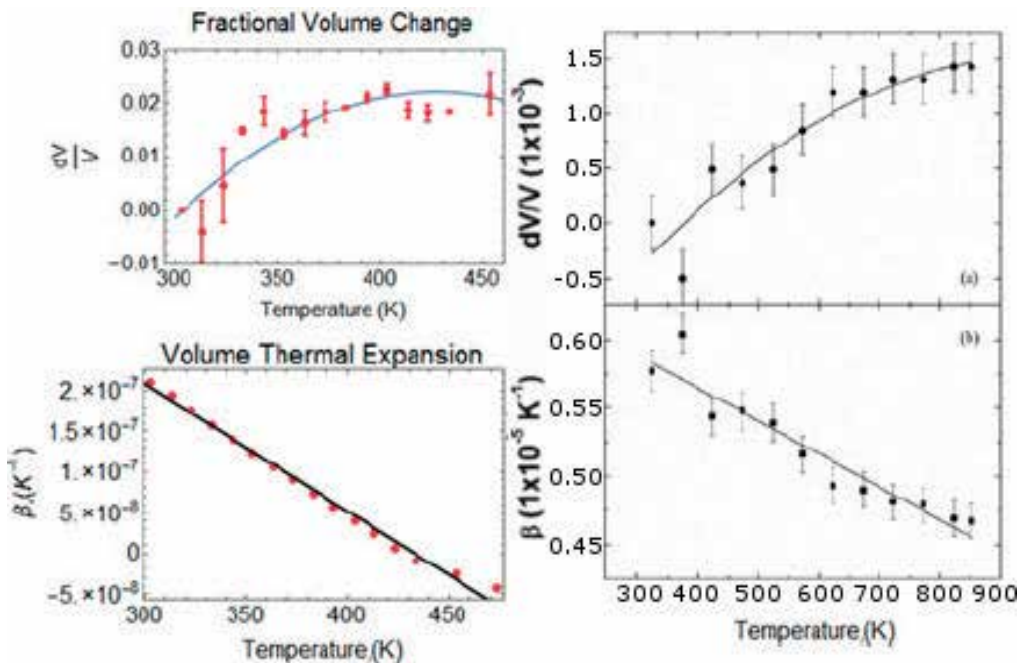 Fractional Volume Change
0.03
0.02
0.01
0.00
−0.01
dV
V
300
350
400
450
Temperature (K)
Volume Thermal Expansion
2.×10⁻⁷
1.×10⁻⁷
1.×10⁻⁷
5.×10⁻⁸
0
−5.×10⁻⁸
300
350
400
450
Temperature (K)
1.5
1.0
0.5
0.0
-0.5
dV/V (1x10⁻³)
(a)
0.60
0.55
0.50
0.45
β (1x10⁻⁵ K⁻¹)
(b)
300 400 500 600 700 800 900
Temperature (K)